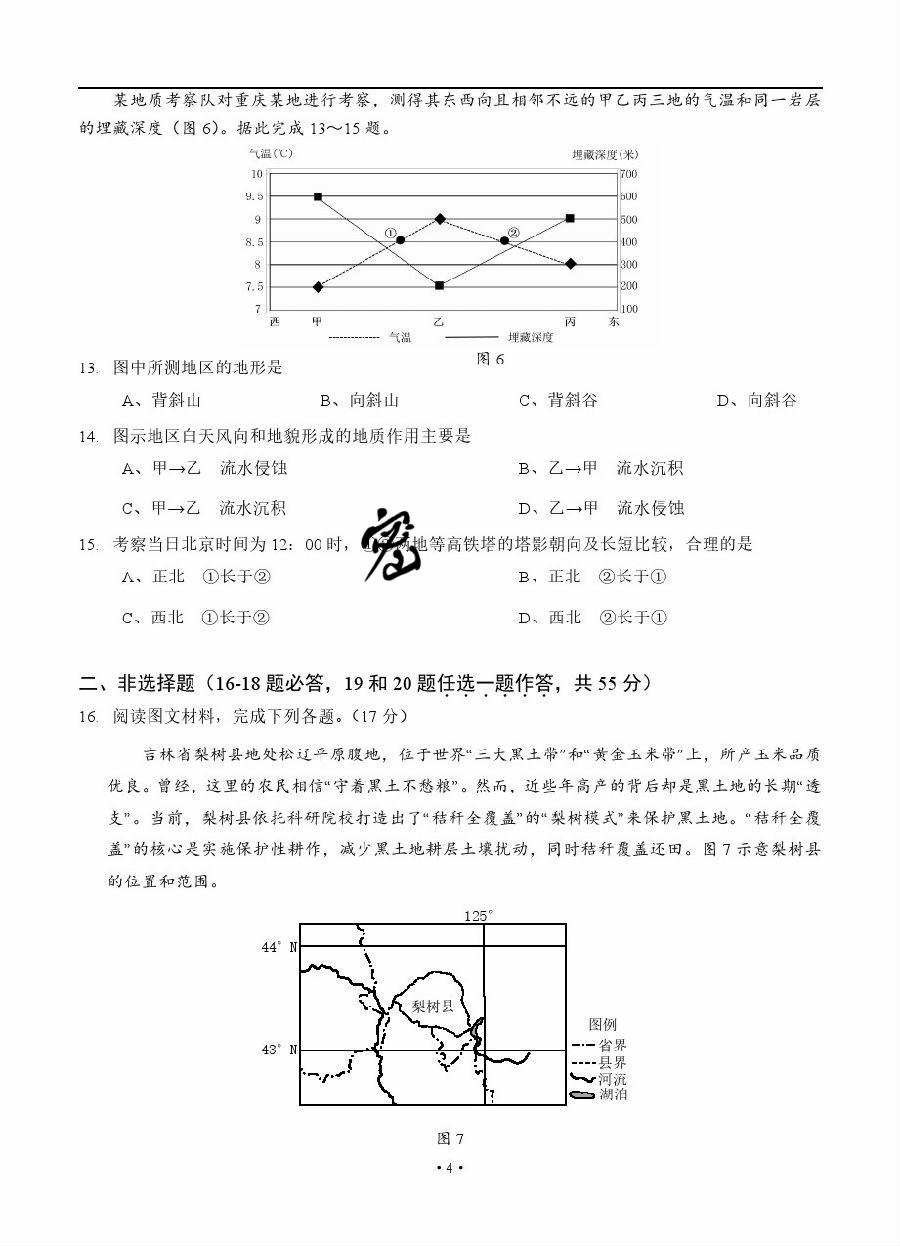 某地质考察队对重庆某地进行考察，测得其东西向且相邻不远的甲乙丙三地的气温和同一岩层
的埋藏深度（图 6）。据此完成 13～15 题。
气温(℃) 埋藏深度(米)
10 700
9.5 600
9 500
① ②
8.5 400
8 300
7.5 200
7 100
西 甲 乙 丙 东
气温 埋藏深度
图 6
13. 图中所测地区的地形是
A、背斜山 B、向斜山 C、背斜谷 D、向斜谷
14. 图示地区白天风向和地貌形成的地质作用主要是
A、甲→乙 流水侵蚀 B、乙→甲 流水沉积
C、甲→乙 流水沉积 D、乙→甲 流水侵蚀
15. 考察当日北京时间为 12：00 时，地等高铁塔的塔影朝向及长短比较，合理的是
A、正北 ①长于② B、正北 ②长于①
C、西北 ①长于② D、西北 ②长于①
二、非选择题（16-18 题必答，19 和 20 题任选一题作答，共 55 分）
16. 阅读图文材料，完成下列各题。（17 分）
吉林省梨树县地处松辽平原腹地，位于世界“三大黑土带”和“黄金玉米带”上，所产玉米品质
优良。曾经，这里的农民相信“守着黑土不愁粮”。然而，近些年高产的背后却是黑土地的长期“透
支”。当前，梨树县依托科研院校打造出了“秸秆全覆盖”的“梨树模式”来保护黑土地。“秸秆全覆
盖”的核心是实施保护性耕作，减少黑土地耕层土壤扰动，同时秸秆覆盖还田。图 7 示意梨树县
的位置和范围。
125°
44° N
梨树县
图例
43° N
省界
县界
河流
湖泊
图 7
·4·